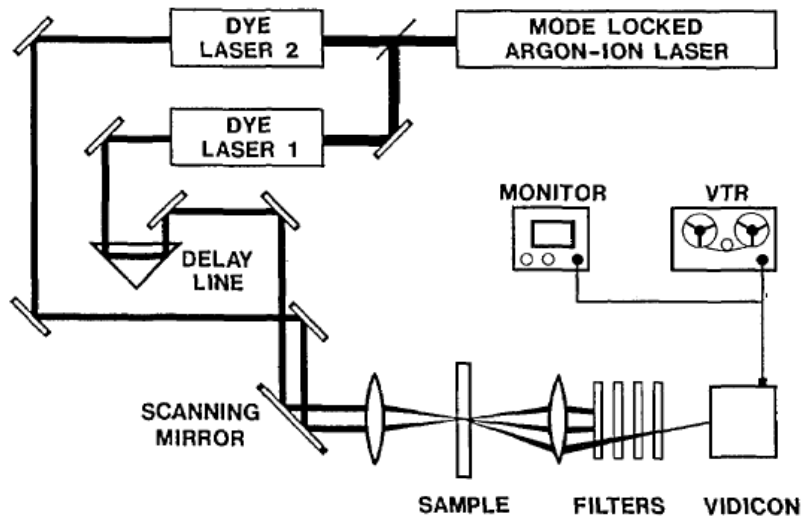 DYE
LASER 2
MODE LOCKED
ARGON-ION LASER
DYE
LASER 1
MONITOR
VTR
DELAY
LINE
SCANNING
MIRROR
SAMPLE
FILTERS
VIDICON